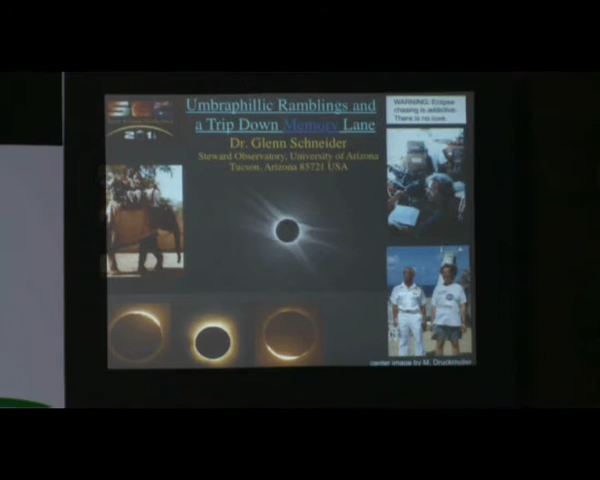 SEC
Umbraphillic Ramblings and
a Trip Down Memory Lane
Dr. Glenn Schneider
Steward Observatory, University of Arizona
Tucson, Arizona 85721 USA
WARNING: Eclipse
chasing is addictive.
There is no cure.
center image by M. Druckmuller